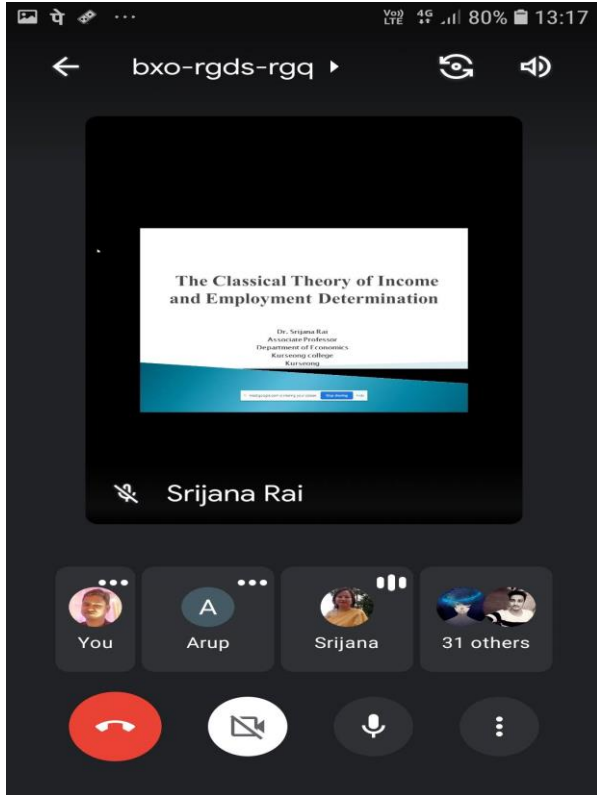 पे ... Vo)) LTE 4G 80% 13:17
bxo-rgds-rgq
The Classical Theory of Income
and Employment Determination
Dr. Srijana Rai
Associate Professor
Department of Economics
Kurseong college
Kurseong
Stop sharing
Srijana Rai
You
A
Arup
Srijana
31 others